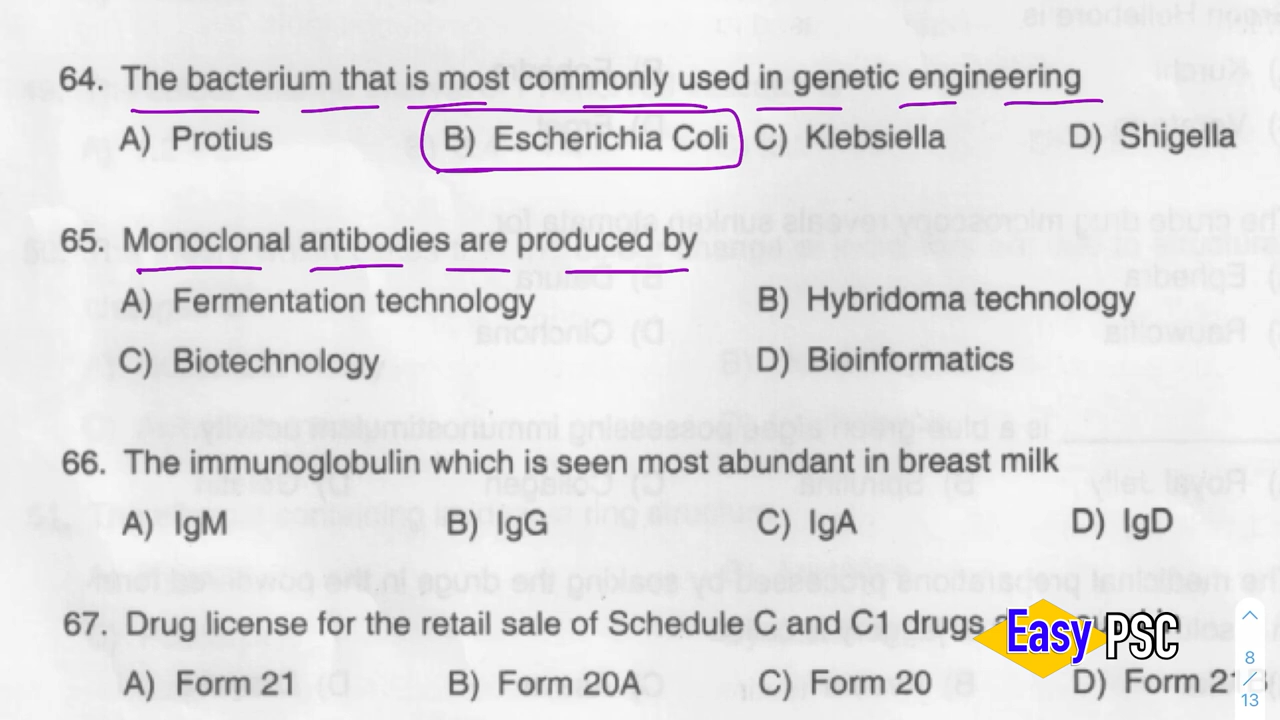 64. The bacterium that is most commonly used in genetic engineering
A) Protius B) Escherichia Coli C) Klebsiella D) Shigella
65. Monoclonal antibodies are produced by
A) Fermentation technology B) Hybridoma technology
C) Biotechnology D) Bioinformatics
66. The immunoglobulin which is seen most abundant in breast milk
A) IgM B) IgG C) IgA D) IgD
67. Drug license for the retail sale of Schedule C and C1 drugs
Easy PSC
A) Form 21 B) Form 20A C) Form 20 D) Form 21
8
13